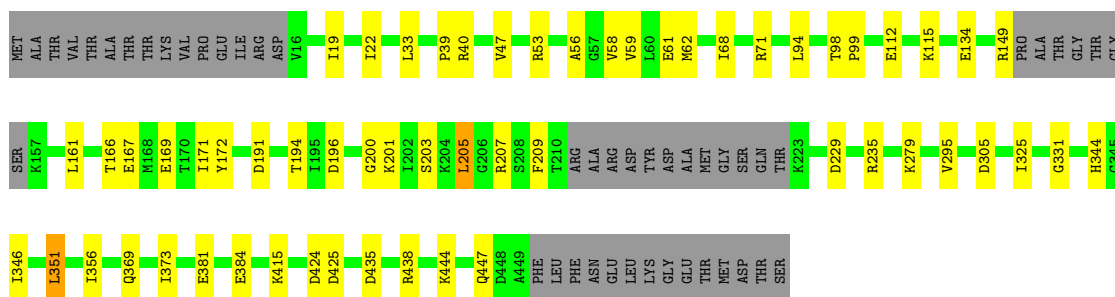 MET ALA THR VAL THR ALA THR THR LYS VAL PRO GLU ILE ARG ASP V16 I19 I22 L33 P39 R40 V47 R53 A56 G57 V58 V59 L60 E61 M62 I68 R71 L94 T98 P99 E112 K115 E134 R149 PRO ALA THR GLY THR GLY
SER K157 L161 T166 E167 M168 E169 T170 I171 Y172 D191 T194 I195 D196 G200 K201 I202 S203 K204 L205 G206 R207 S208 F209 T210 ARG ALA ARG ASP TYR ASP ALA MET GLY SER GLN THR K223 D229 R235 K279 V295 D305 I325 G331 H344 G345
I346 L351 I356 Q369 I373 E381 E384 K415 D424 D425 D435 R438 K444 Q447 D448 A449 PHE LEU PHE ASN GLU LEU LYS GLY GLU THR MET ASP THR SER